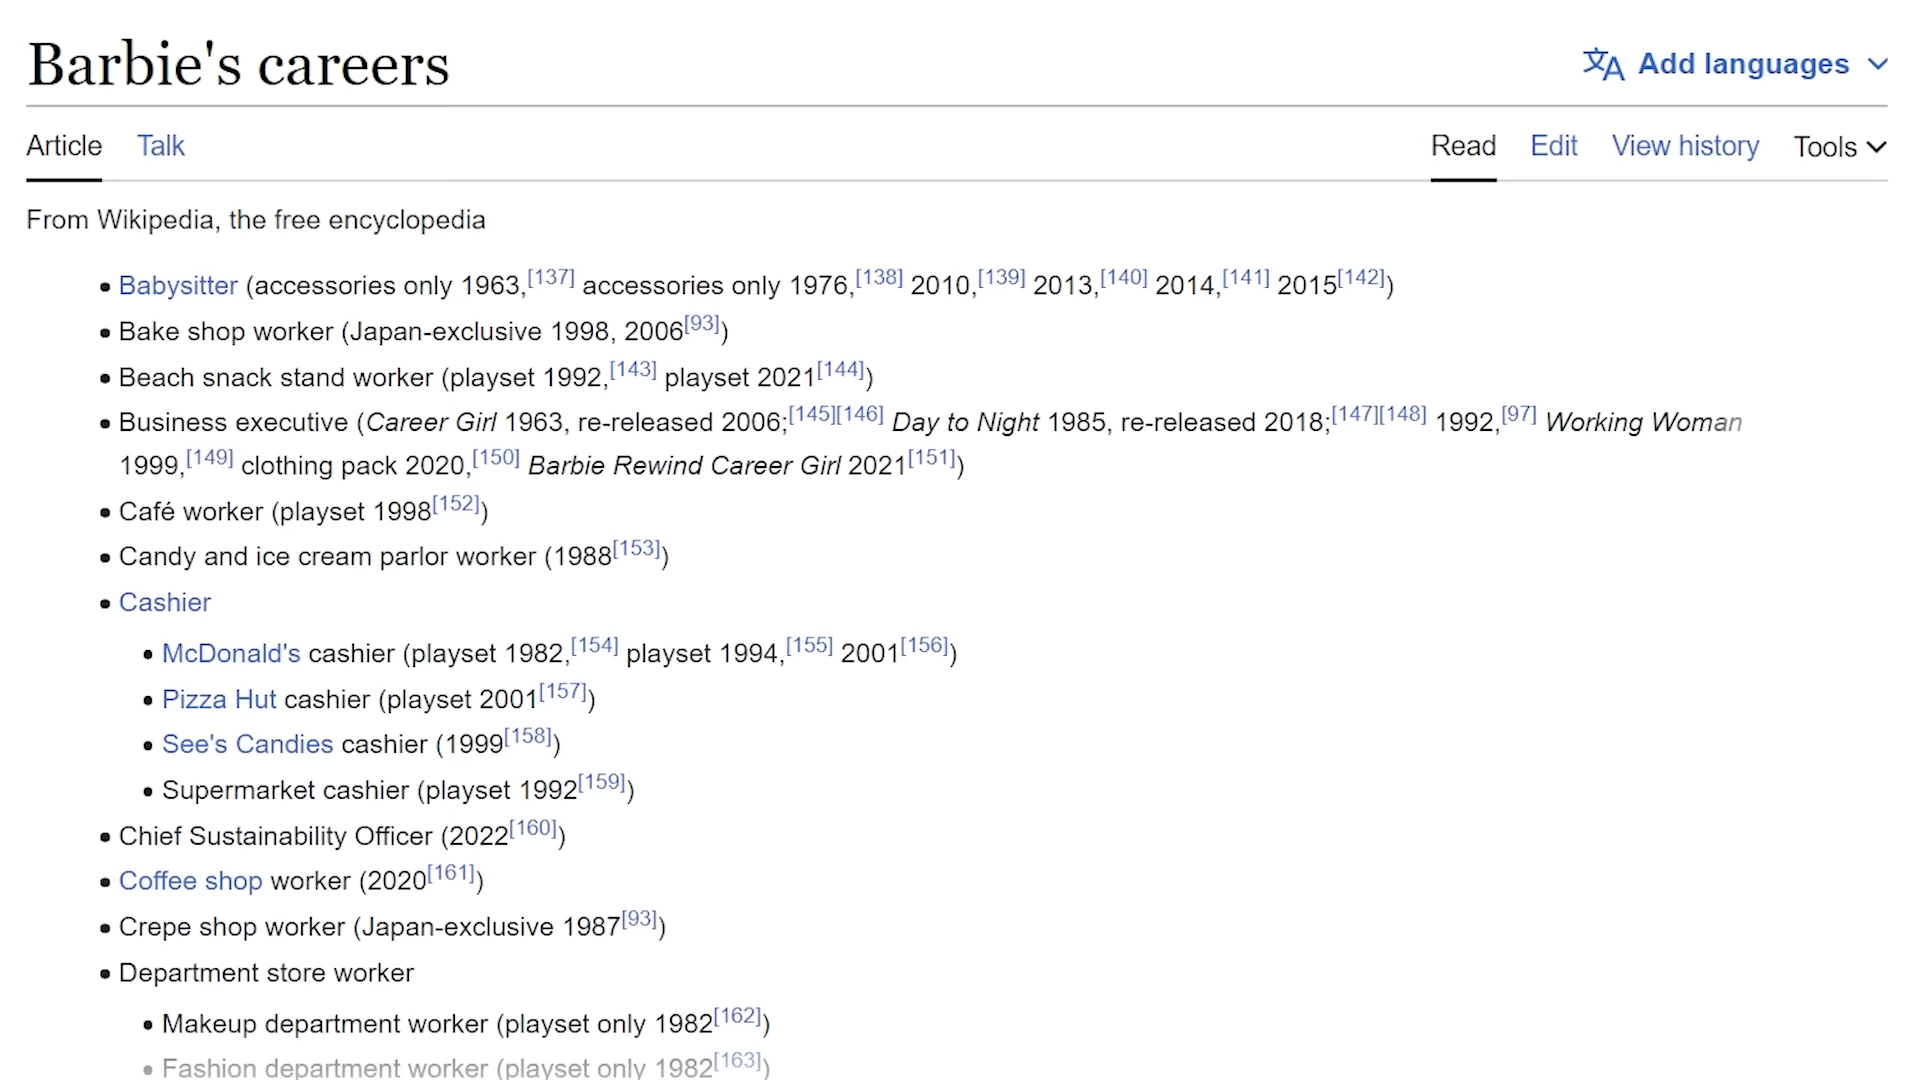 Barbie's careers
Add languages
Article Talk Read Edit View history Tools
From Wikipedia, the free encyclopedia
Babysitter (accessories only 1963,[137] accessories only 1976,[138] 2010,[139] 2013,[140] 2014,[141] 2015[142])
Bake shop worker (Japan-exclusive 1998, 2006[93])
Beach snack stand worker (playset 1992,[143] playset 2021[144])
Business executive (Career Girl 1963, re-released 2006;[145][146] Day to Night 1985, re-released 2018;[147][148] 1992,[97] Working Woman
1999,[149] clothing pack 2020,[150] Barbie Rewind Career Girl 2021[151])
Café worker (playset 1998[152])
Candy and ice cream parlor worker (1988[153])
Cashier
McDonald's cashier (playset 1982,[154] playset 1994,[155] 2001[156])
Pizza Hut cashier (playset 2001[157])
See's Candies cashier (1999[158])
Supermarket cashier (playset 1992[159])
Chief Sustainability Officer (2022[160])
Coffee shop worker (2020[161])
Crepe shop worker (Japan-exclusive 1987[93])
Department store worker
Makeup department worker (playset only 1982[162])
Fashion department worker (playset only 1982[163])